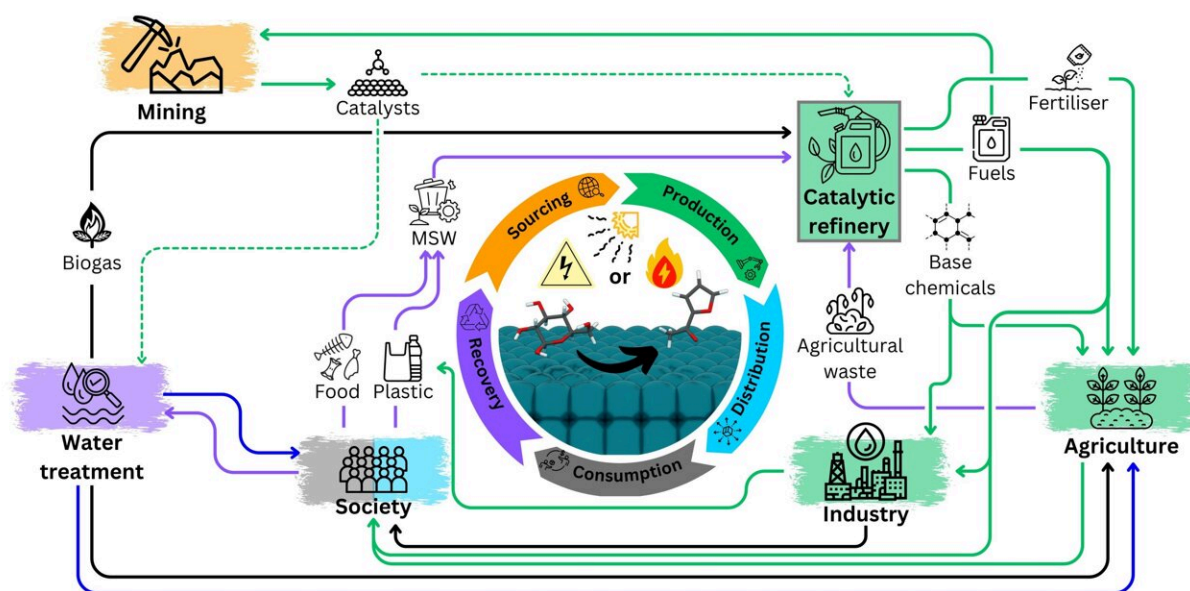 Mining
Catalysts
Fertiliser
Fuels
Catalytic
refinery
Base
chemicals
Biogas
MSW
Sourcing
Production
or
Recovery
Distribution
Consumption
Food
Plastic
Agricultural
waste
Water
treatment
Society
Industry
Agriculture